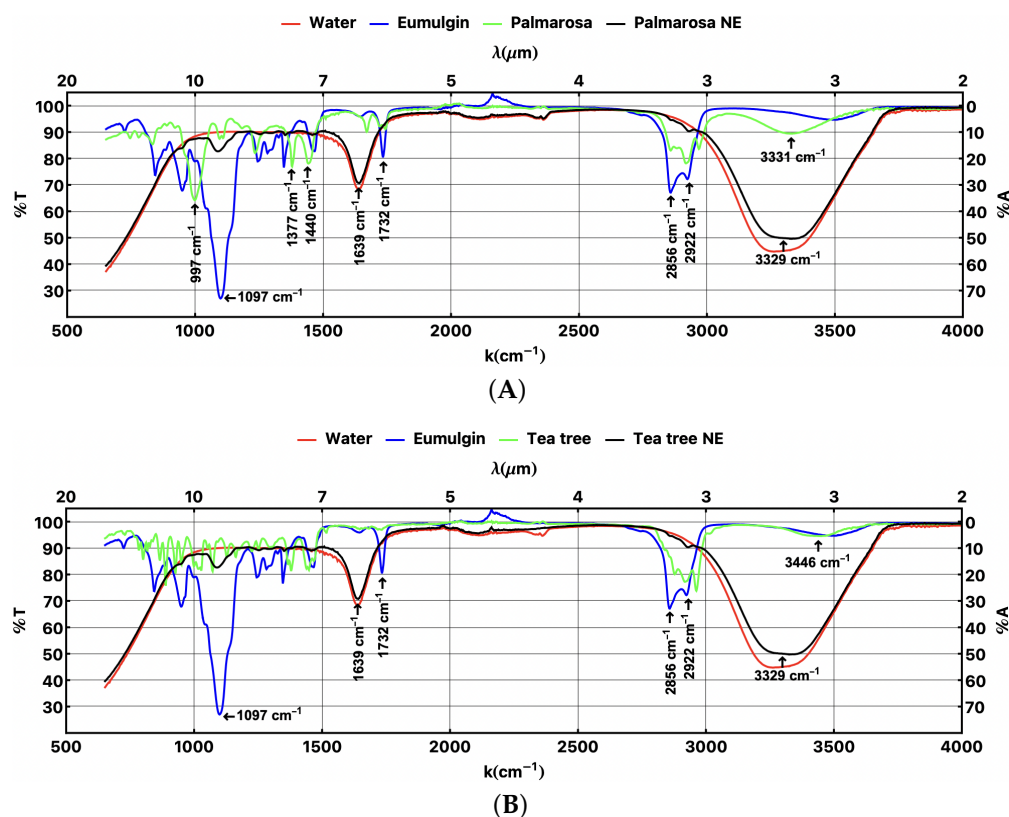 Water Eumulgin Palmarosa Palmarosa NE
λ(μm)
20 10 7 5 4 3 3 2
100 0
90 10
80 20
70 30
60 40
50 50
40 60
30 70
%T
%A
997 cm⁻¹
1097 cm⁻¹
1377 cm⁻¹
1440 cm⁻¹
1639 cm⁻¹
1732 cm⁻¹
2856 cm⁻¹
2922 cm⁻¹
3331 cm⁻¹
3329 cm⁻¹
500 1000 1500 2000 2500 3000 3500 4000
k(cm⁻¹)
(A)
Water Eumulgin Tea tree Tea tree NE
λ(μm)
20 10 7 5 4 3 3 2
100 0
90 10
80 20
70 30
60 40
50 50
40 60
30 70
%T
%A
1097 cm⁻¹
1639 cm⁻¹
1732 cm⁻¹
2856 cm⁻¹
2922 cm⁻¹
3446 cm⁻¹
3329 cm⁻¹
500 1000 1500 2000 2500 3000 3500 4000
k(cm⁻¹)
(B)